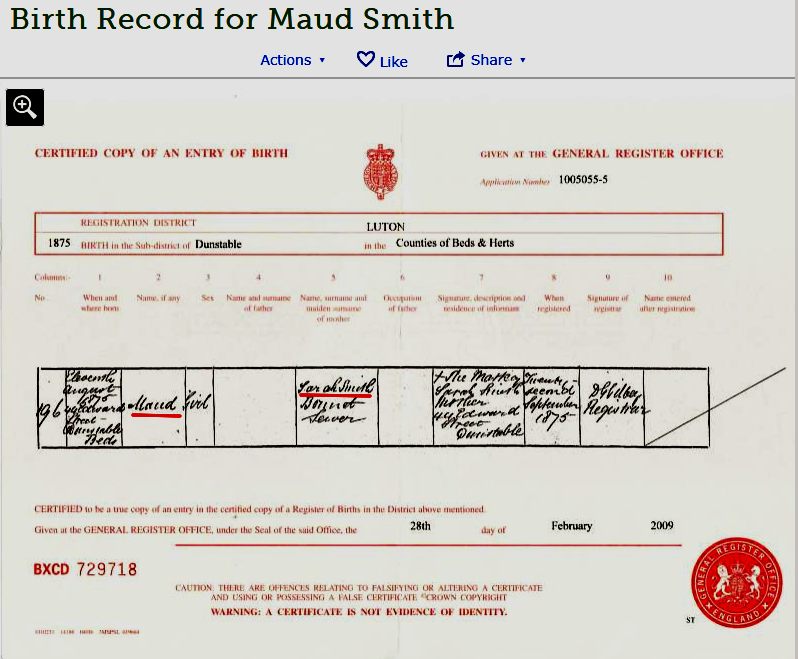 Birth Record for Maud Smith
Actions ▾ Like Share ▾
CERTIFIED COPY OF AN ENTRY OF BIRTH
GIVEN AT THE GENERAL REGISTER OFFICE
Application Number 1005055-5
REGISTRATION DISTRICT LUTON
1875 BIRTH in the Sub-district of Dunstable in the Counties of Beds & Herts
Columns:- 1 2 3 4 5 6 7 8 9 10
No. When and where born
Name, if any
Sex
Name and surname of father
Name, surname and maiden surname of mother
Occupation of father
Signature, description and residence of informant
When registered
Signature of registrar
Name entered after registration
196
Eleventh
August
1875
Edward
Street
Dunstable
Beds
Maud
Girl
Sarah Smith
Bonnet
Sewer
X The Mark of
Sarah Smith
Mother
Edward
Street
Dunstable
Twenty-
second
September
1875
Registrar
CERTIFIED to be a true copy of an entry in the certified copy of a Register of Births in the District above mentioned.
Given at the GENERAL REGISTER OFFICE, under the Seal of the said Office, the 28th day of February 2009
BXCD 729718
CAUTION: THERE ARE OFFENCES RELATING TO FALSIFYING OR ALTERING A CERTIFICATE
AND USING OR POSSESSING A FALSE CERTIFICATE ©CROWN COPYRIGHT
WARNING: A CERTIFICATE IS NOT EVIDENCE OF IDENTITY.
GENERAL REGISTER OFFICE
ENGLAND
ST